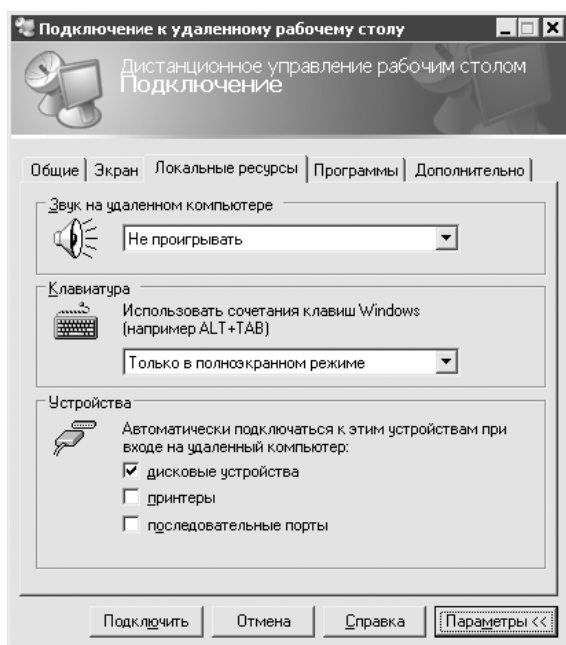 Подключение к удаленному рабочему столу
Дистанционное управление рабочим столом
Подключение
Общие Экран Локальные ресурсы Программы Дополнительно
Звук на удаленном компьютере
Не проигрывать
Клавиатура
Использовать сочетания клавиш Windows
(например ALT+TAB)
Только в полноэкранном режиме
Устройства
Автоматически подключаться к этим устройствам при
входе на удаленный компьютер:
дисковые устройства
принтеры
последовательные порты
Подключить Отмена Справка Параметры <<